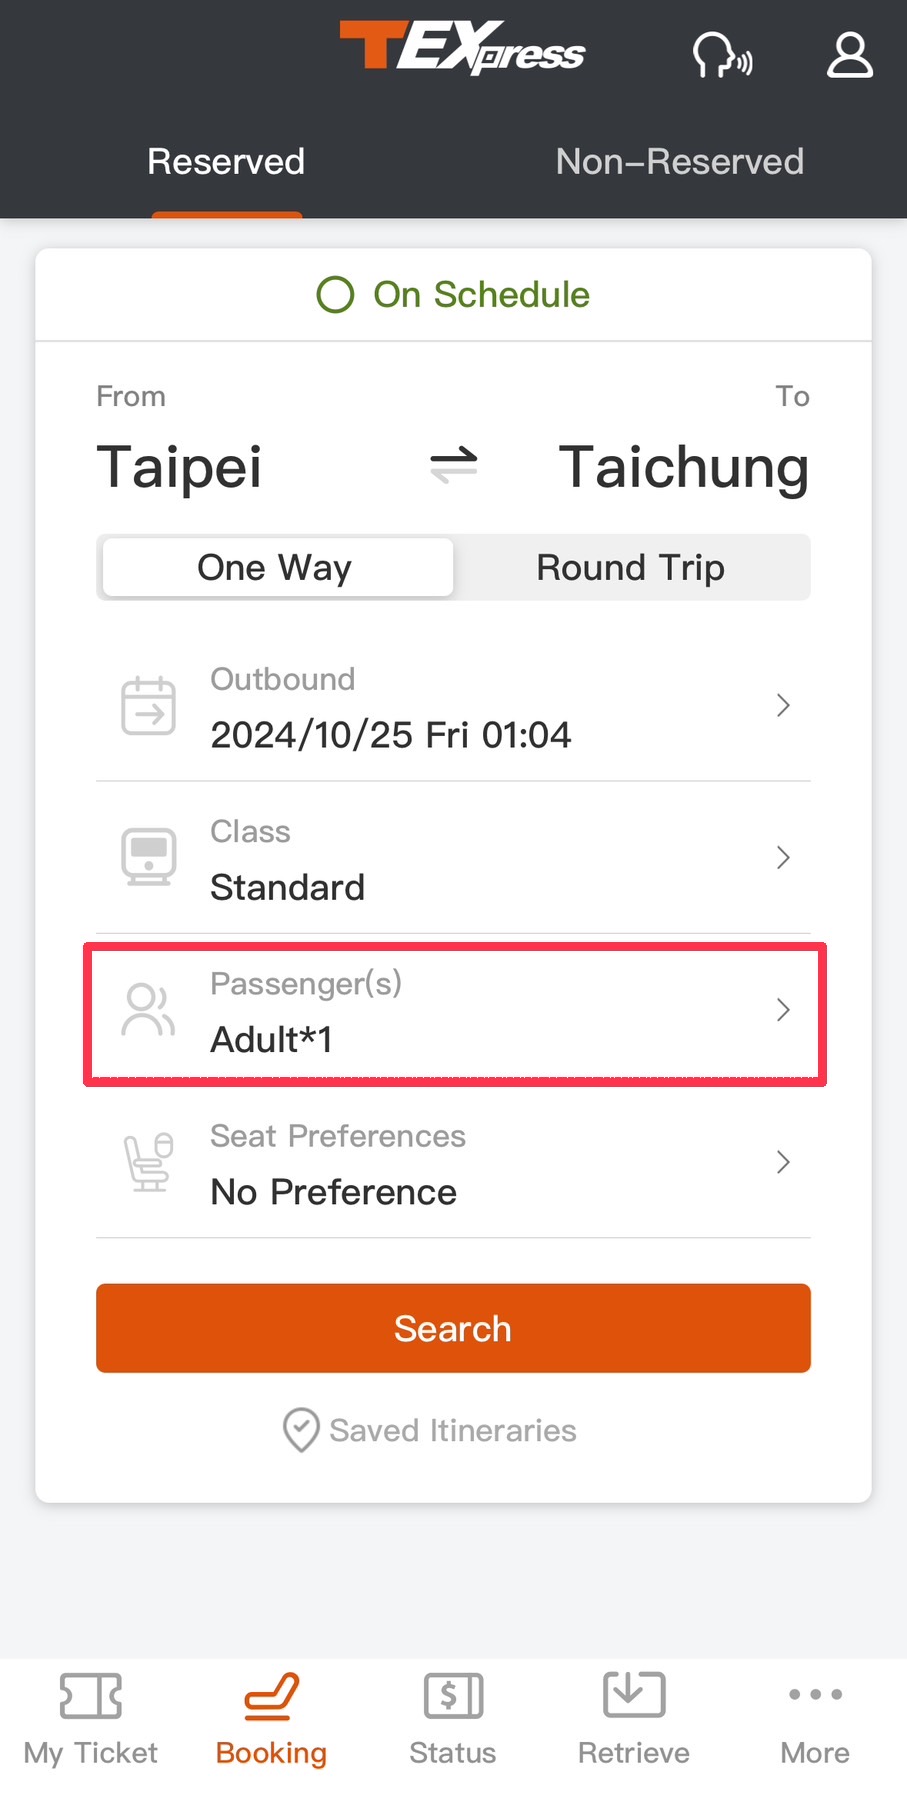 TEXpress
Reserved
Non-Reserved
On Schedule
From
To
Taipei
Taichung
One Way
Round Trip
Outbound
2024/10/25 Fri 01:04
Class
Standard
Passenger(s)
Adult*1
Seat Preferences
No Preference
Search
Saved Itineraries
My Ticket
Booking
$
Status
Retrieve
More